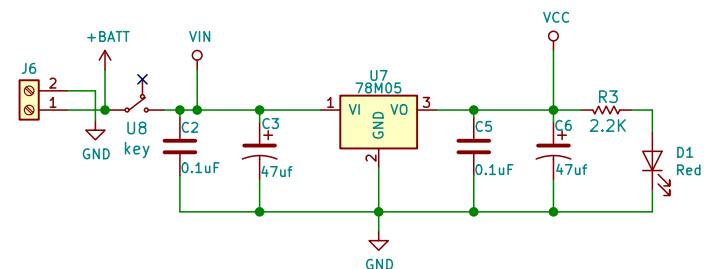 VCC
+BATT
VIN
J6
U7
78M05
2
1
1
VI
VO
3
R3
2.2K
GND
U8
key
C2
C3
C5
C6
0.1uF
47uf
0.1uF
47uf
2
D1
Red
GND
GND